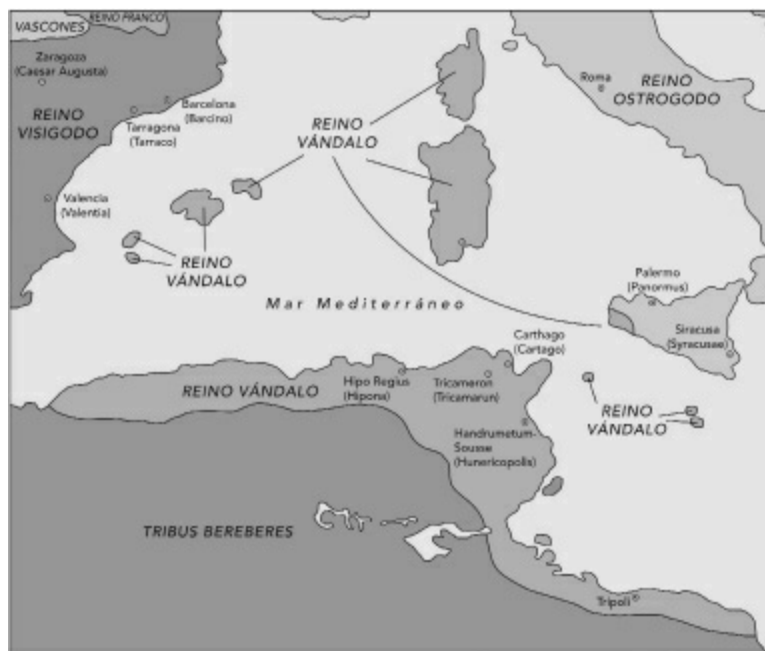 VASCONES
REINO FRANCO
Zaragoza
(Caesar Augusta)
REINO
VISIGODO
Barcelona
(Barcino)
Tarragona
(Tarraco)
Valencia
(Valentia)
REINO
VÁNDALO
Roma
REINO
OSTROGODO
REINO
VÁNDALO
Mar Mediterráneo
Palermo
(Panormus)
Siracusa
(Syracusae)
Carthago
(Cartago)
REINO VÁNDALO
Hipo Regius
(Hipona)
Tricameron
(Tricamarun)
REINO
VÁNDALO
Handrumetum-
Sousse
(Hunericopolis)
TRIBUS BEREBERES
Trípoli